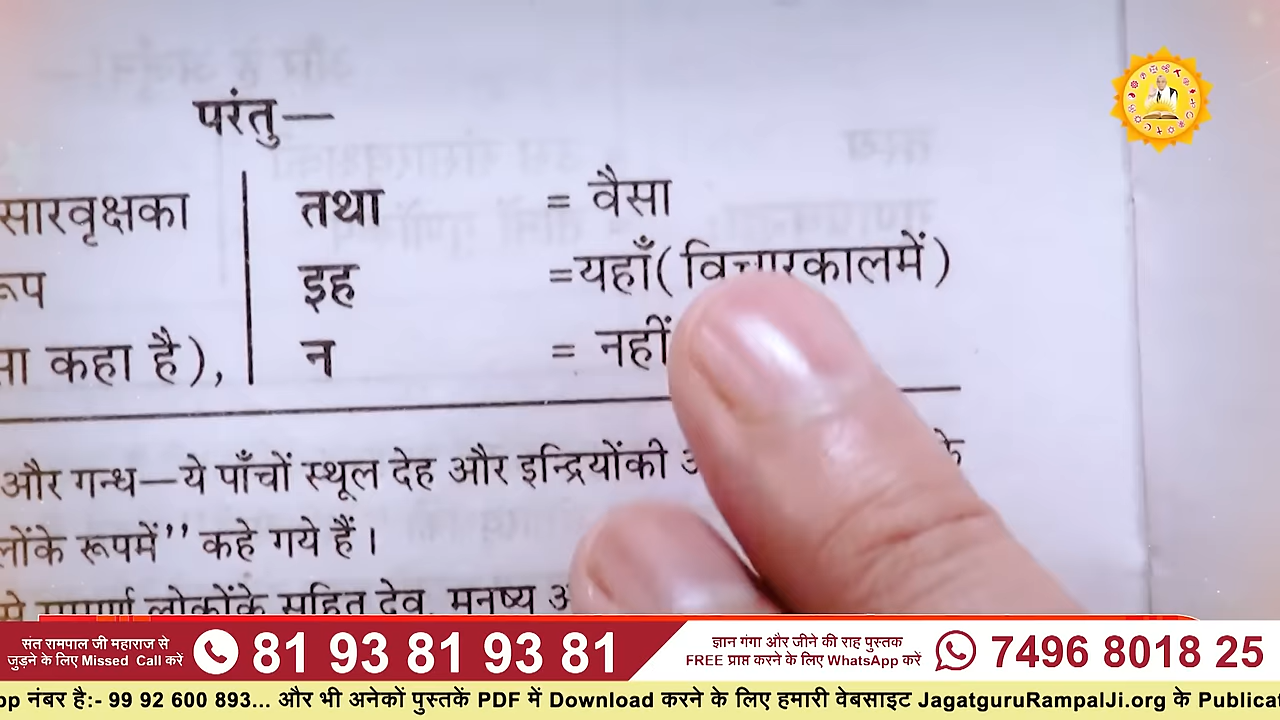 परंतु—
सारवृक्षका
तथा = वैसा
रूप
इह =यहाँ( विचारकालमें )
कहा है),
न = नहीं
और गन्ध—ये पाँचों स्थूल देह और इन्द्रियोंकी
के रूपमें’’ कहे गये हैं।
लोकोंके सहित देव, मनुष्य
संत रामपाल जी महाराज से
जुड़ने के लिए Missed Call करें
81 93 81 93 81
ज्ञान गंगा और जीने की राह पुस्तक
FREE प्राप्त करने के लिए WhatsApp करें
7496 8018 25
नंबर है:- 99 92 600 893... और भी अनेकों पुस्तकें PDF में Download करने के लिए हमारी वेबसाइट JagatguruRampalJi.org के